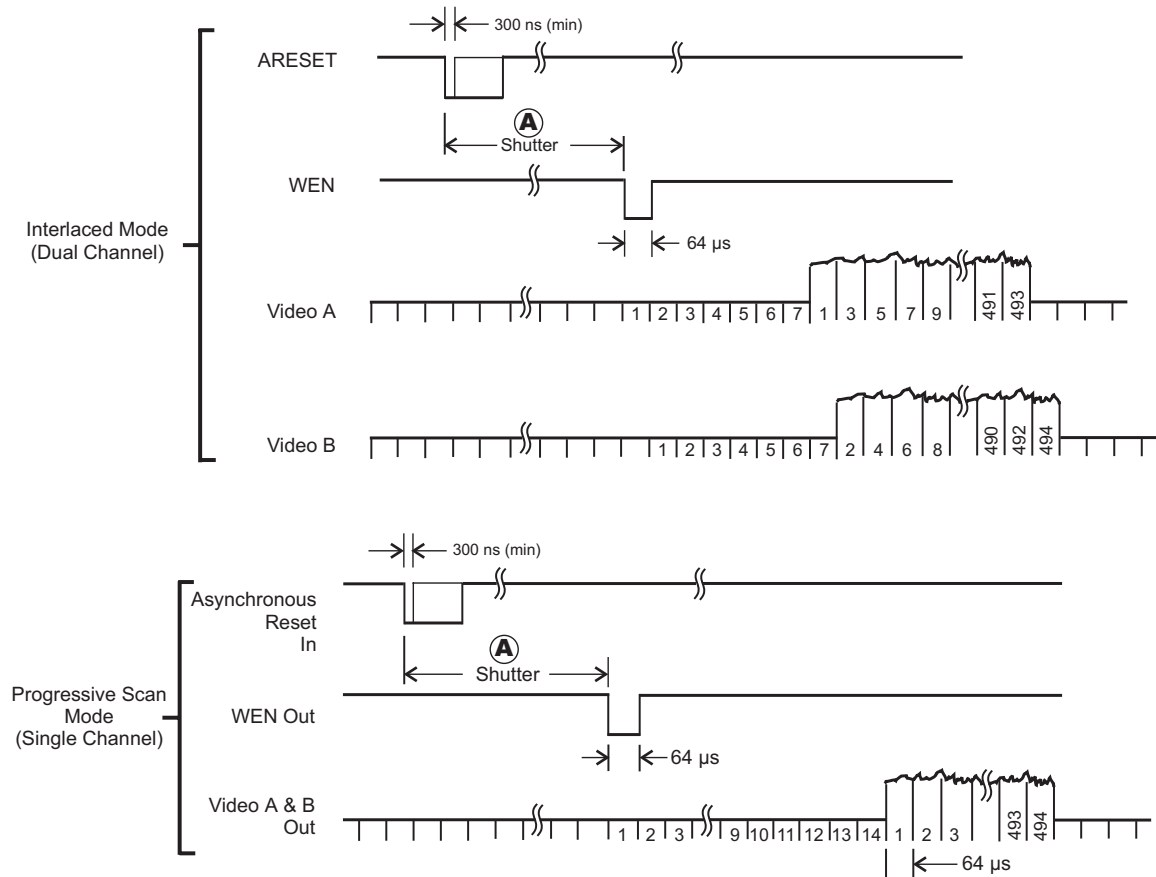 300 ns (min)
ARESET
A
Shutter
WEN
64 µs
Interlaced Mode
(Dual Channel)
Video A
1 2 3 4 5 6 7 1 3 5 7 9 491 493
Video B
1 2 3 4 5 6 7 2 4 6 8 490 492 494
300 ns (min)
Asynchronous
Reset
In
A
Shutter
Progressive Scan
Mode
(Single Channel)
WEN Out
64 µs
Video A & B
Out
1 2 3 9 10 11 12 13 14 1 2 3 493 494
64 µs